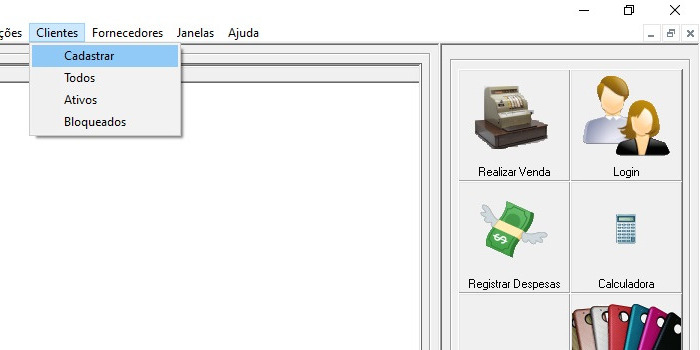 ções Clientes Fornecedores Janelas Ajuda
Cadastrar
Todos
Ativos
Bloqueados
Realizar Venda Login
Registrar Despesas Calculadora